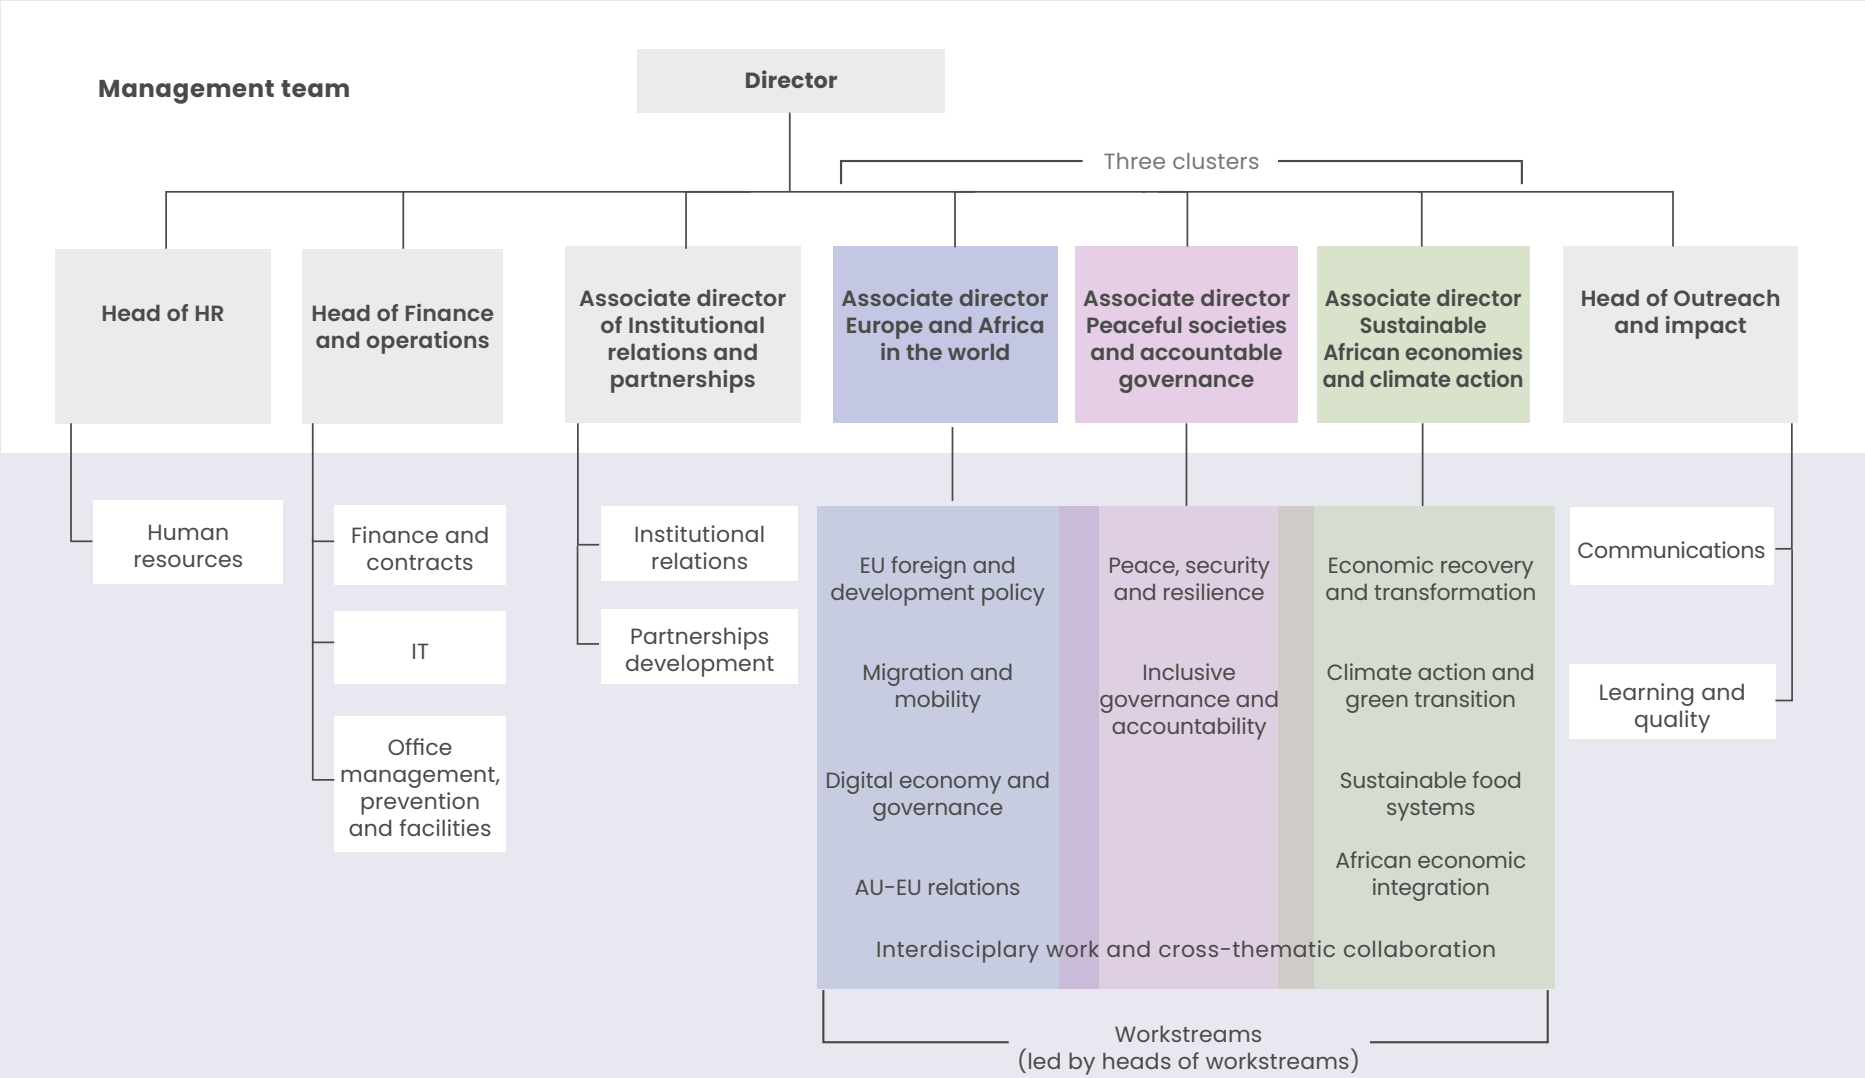 Management team
Director
Three clusters
Head of HR
Head of Finance
and operations
Associate director
of Institutional
relations and
partnerships
Associate director
Europe and Africa
in the world
Associate director
Peaceful societies
and accountable
governance
Associate director
Sustainable
African economies
and climate action
Head of Outreach
and impact
Human
resources
Finance and
contracts
IT
Office
management,
prevention
and facilities
Institutional
relations
Partnerships
development
EU foreign and
development policy
Migration and
mobility
Digital economy and
governance
AU-EU relations
Peace, security
and resilience
Inclusive
governance and
accountability
Economic recovery
and transformation
Climate action and
green transition
Sustainable food
systems
African economic
integration
Interdisciplary work and cross-thematic collaboration
Communications
Learning and
quality
Workstreams
(led by heads of workstreams)